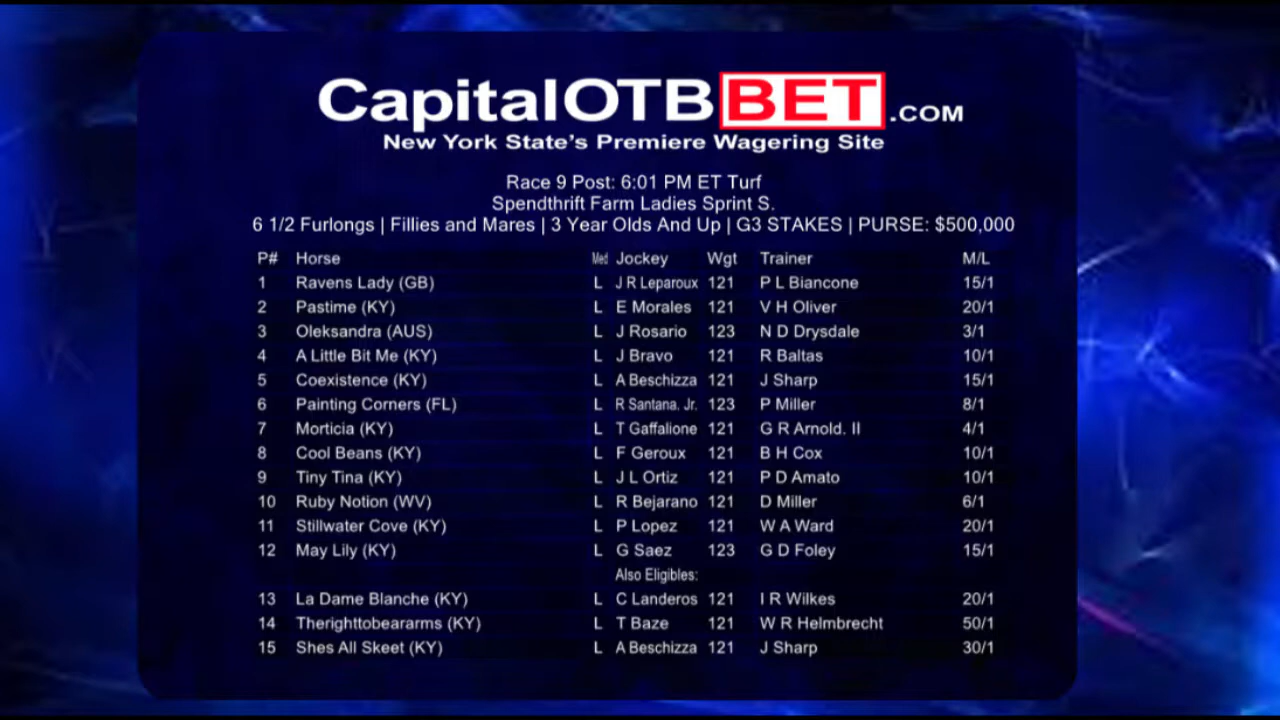 CapitalOTBBET.COM
New York State's Premiere Wagering Site
Race 9 Post: 6:01 PM ET Turf
Spendthrift Farm Ladies Sprint S.
6 1/2 Furlongs | Fillies and Mares | 3 Year Olds And Up | G3 STAKES | PURSE: $500,000
P# Horse Med Jockey Wgt Trainer M/L
1 Ravens Lady (GB) L J R Leparoux 121 P L Biancone 15/1
2 Pastime (KY) L E Morales 121 V H Oliver 20/1
3 Oleksandra (AUS) L J Rosario 123 N D Drysdale 3/1
4 A Little Bit Me (KY) L J Bravo 121 R Baltas 10/1
5 Coexistence (KY) L A Beschizza 121 J Sharp 15/1
6 Painting Corners (FL) L R Santana. Jr. 123 P Miller 8/1
7 Morticia (KY) L T Gaffalione 121 G R Arnold. II 4/1
8 Cool Beans (KY) L F Geroux 121 B H Cox 10/1
9 Tiny Tina (KY) L J L Ortiz 121 P D Amato 10/1
10 Ruby Notion (WV) L R Bejarano 121 D Miller 6/1
11 Stillwater Cove (KY) L P Lopez 121 W A Ward 20/1
12 May Lily (KY) L G Saez 123 G D Foley 15/1
Also Eligibles:
13 La Dame Blanche (KY) L C Landeros 121 I R Wilkes 20/1
14 Therighttobeararms (KY) L T Baze 121 W R Helmbrecht 50/1
15 Shes All Skeet (KY) L A Beschizza 121 J Sharp 30/1